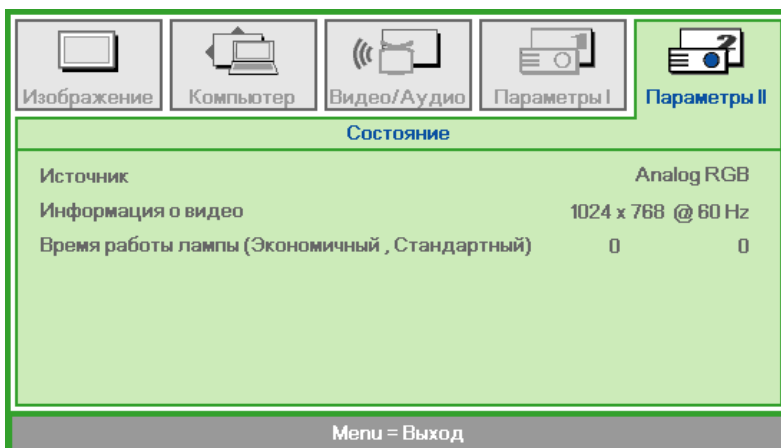 Изображение Компьютер Видео/Аудио Параметры I Параметры II
Состояние
Источник Analog RGB
Информация о видео 1024 x 768 @ 60 Hz
Время работы лампы (Экономичный , Стандартный) 0 0
Menu = Выход